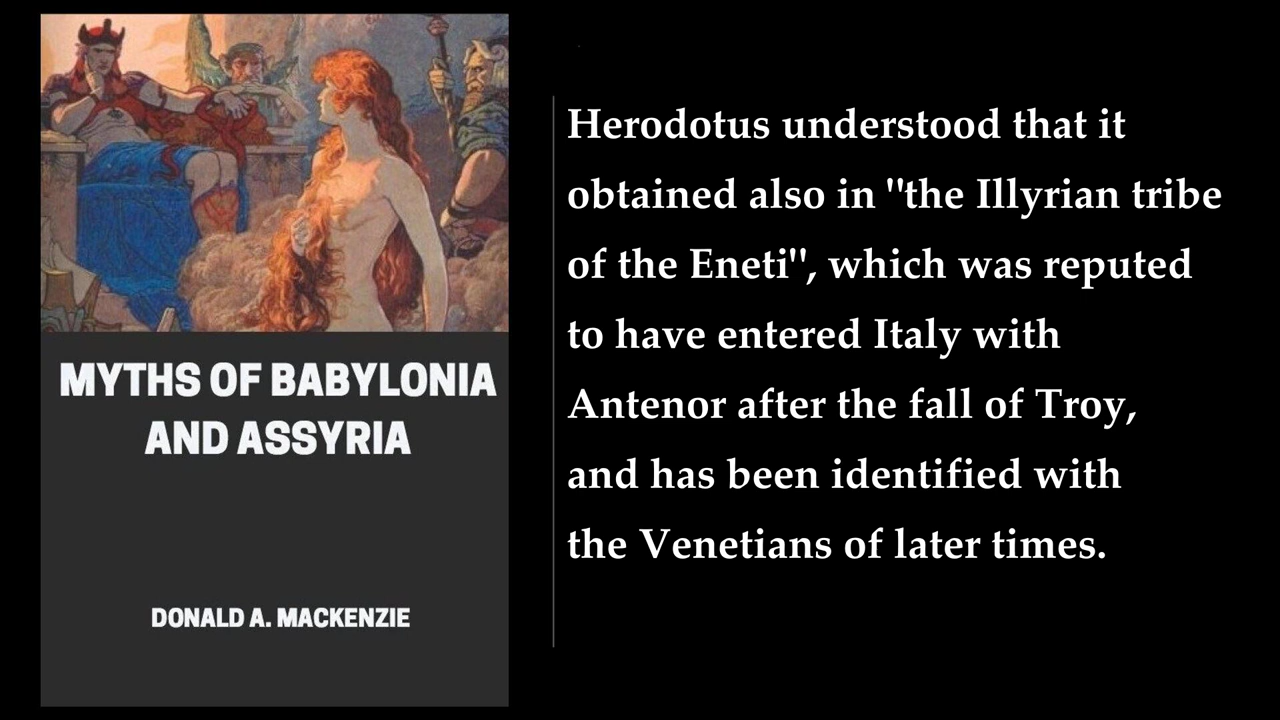 MYTHS OF BABYLONIA
AND ASSYRIA
DONALD A. MACKENZIE
Herodotus understood that it
obtained also in "the Illyrian tribe
of the Eneti", which was reputed
to have entered Italy with
Antenor after the fall of Troy,
and has been identified with
the Venetians of later times.